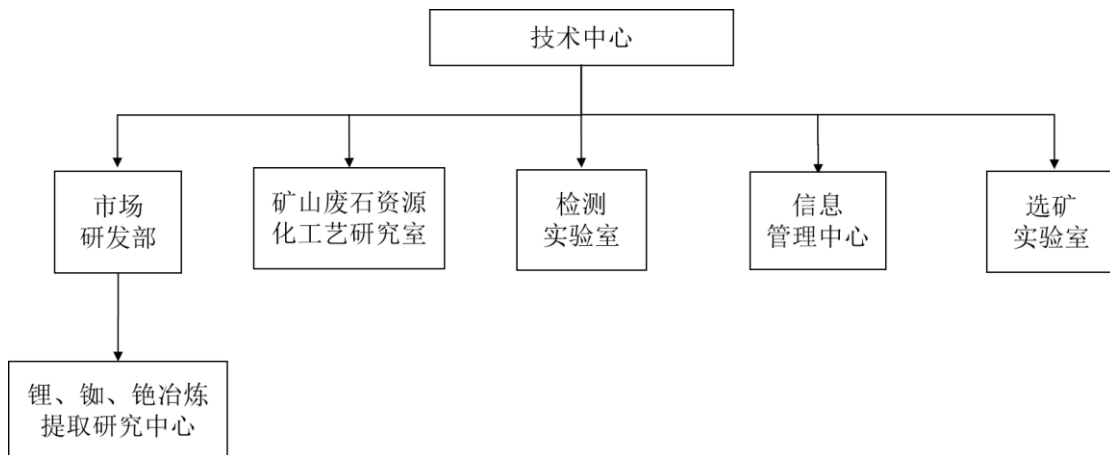 技术中心
市场
研发部
矿山废石资源
化工艺研究室
检测
实验室
信息
管理中心
选矿
实验室
锂、铷、铯冶炼
提取研究中心